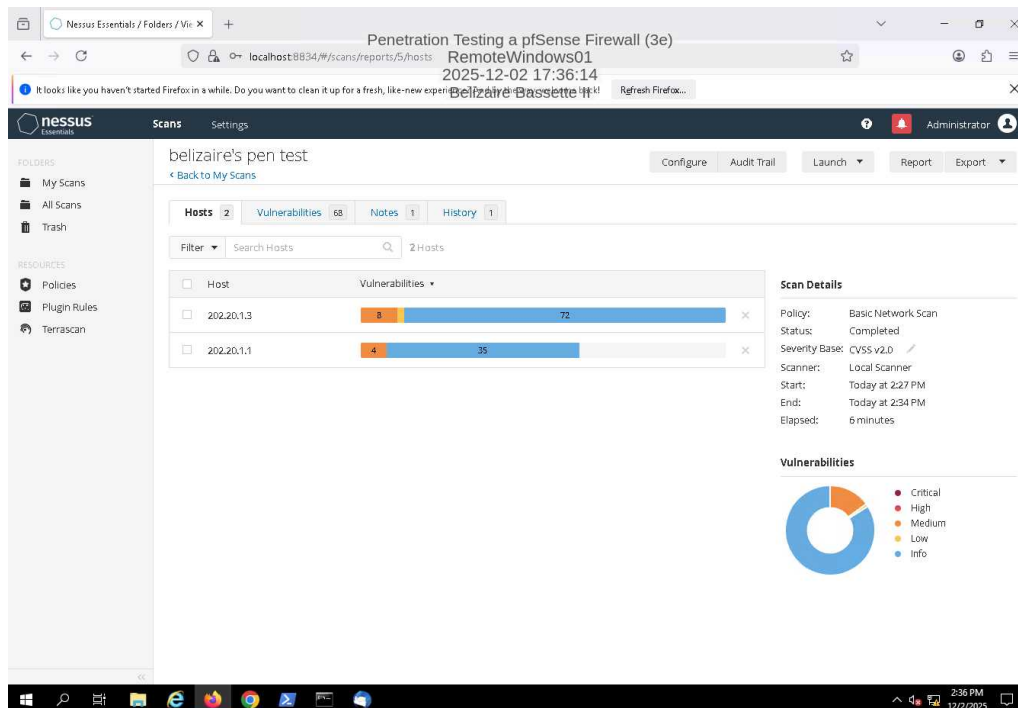 Nessus Essentials / Folders / Vie
Penetration Testing a pfSense Firewall (3e)
RemoteWindows01
2025-12-02 17:36:14
Belizaire Bassette II
localhost:8834/#/scans/reports/5/hosts
It looks like you haven't started Firefox in a while. Do you want to clean it up for a fresh, like-new experience? And by the way, welcome back!
Refresh Firefox...
nessus
Essentials
Scans
Settings
Administrator
FOLDERS
My Scans
All Scans
Trash
RESOURCES
Policies
Plugin Rules
Terrascan
belizaire's pen test
Back to My Scans
Configure
Audit Trail
Launch
Report
Export
Hosts 2
Vulnerabilities 68
Notes 1
History 1
Filter
Search Hosts
2 Hosts
Host
Vulnerabilities
202.20.1.3
8
72
202.20.1.1
4
35
Scan Details
Policy: Basic Network Scan
Status: Completed
Severity Base: CVSS v2.0
Scanner: Local Scanner
Start: Today at 2:27 PM
End: Today at 2:34 PM
Elapsed: 6 minutes
Vulnerabilities
Critical
High
Medium
Low
Info
2:36 PM
12/2/2025